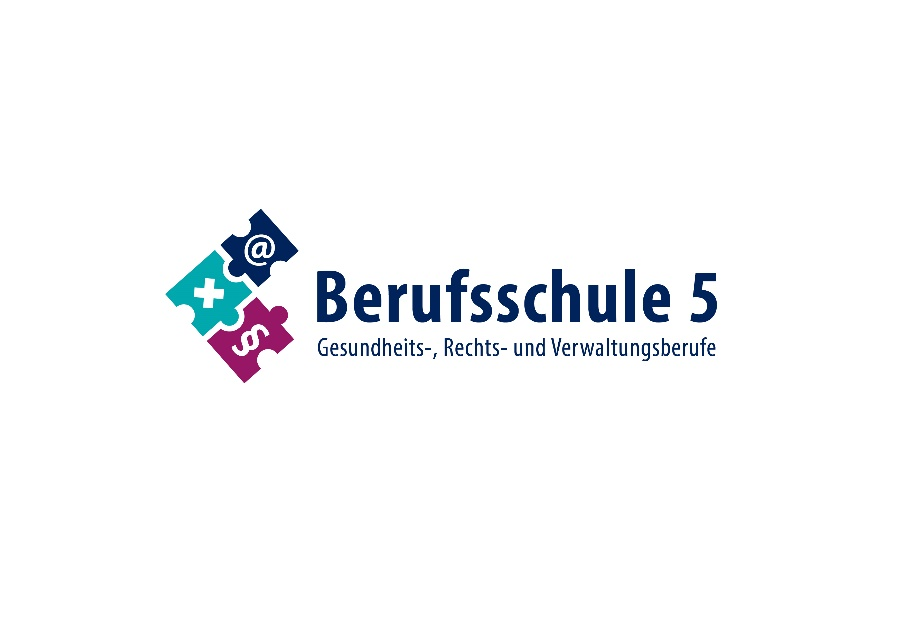 @
§
Berufsschule 5
Gesundheits-, Rechts- und Verwaltungsberufe